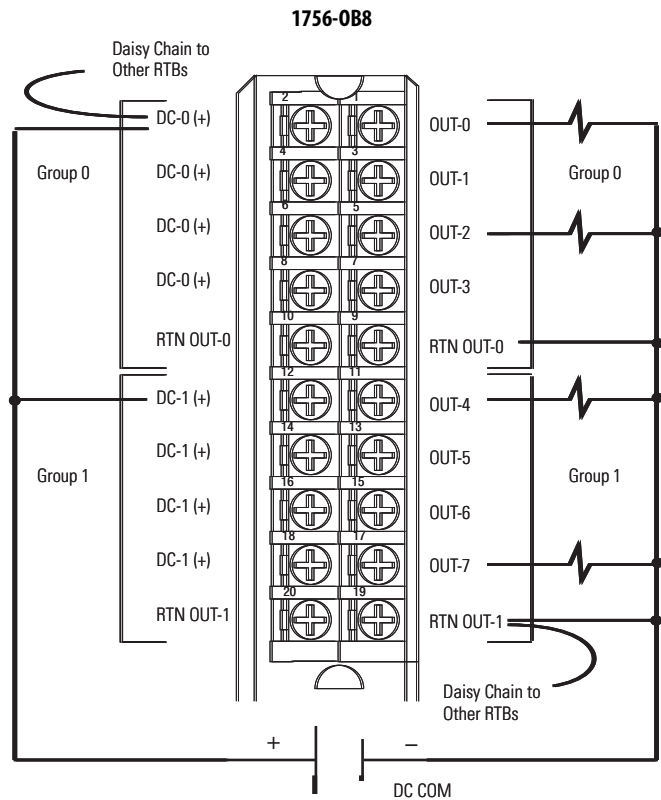 1756-OB8
Daisy Chain to
Other RTBs
DC-0 (+)
2
1
OUT-0
Group 0
DC-0 (+)
4
3
OUT-1
Group 0
DC-0 (+)
6
5
OUT-2
DC-0 (+)
8
7
OUT-3
RTN OUT-0
10
9
RTN OUT-0
DC-1 (+)
12
11
OUT-4
DC-1 (+)
14
13
OUT-5
Group 1
DC-1 (+)
16
15
OUT-6
Group 1
DC-1 (+)
18
17
OUT-7
RTN OUT-1
20
19
RTN OUT-1
Daisy Chain to
Other RTBs
+
–
DC COM